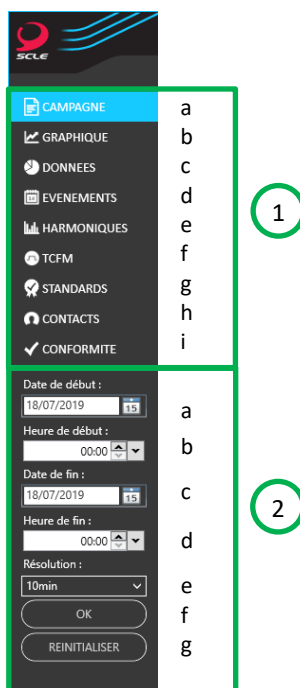 SCLE
CAMPAGNE a
GRAPHIQUE b
DONNEES c
EVENEMENTS d
HARMONIQUES e
TCFM f
STANDARDS g
CONTACTS h
CONFORMITE i
1
Date de début :
18/07/2019 15 a
Heure de début :
00:00 b
Date de fin :
18/07/2019 15 c
Heure de fin :
00:00 d
Résolution :
10min e
OK f
REINITIALISER g
2